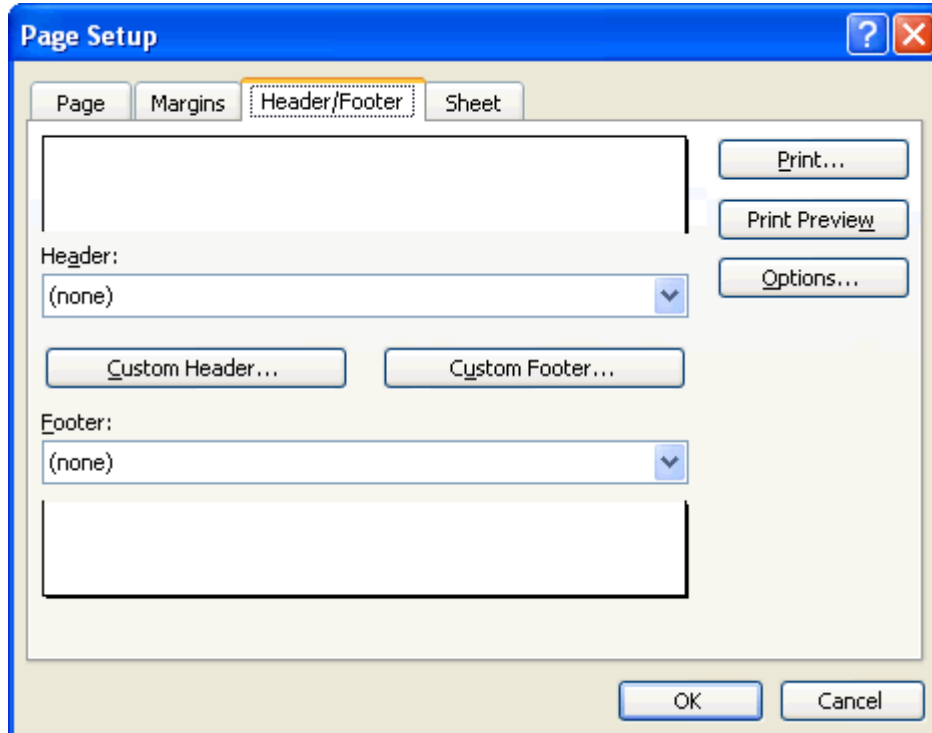 Page Setup
Page Margins Header/Footer Sheet
Print...
Print Preview
Header:
(none)
Options...
Custom Header... Custom Footer...
Footer:
(none)
OK Cancel